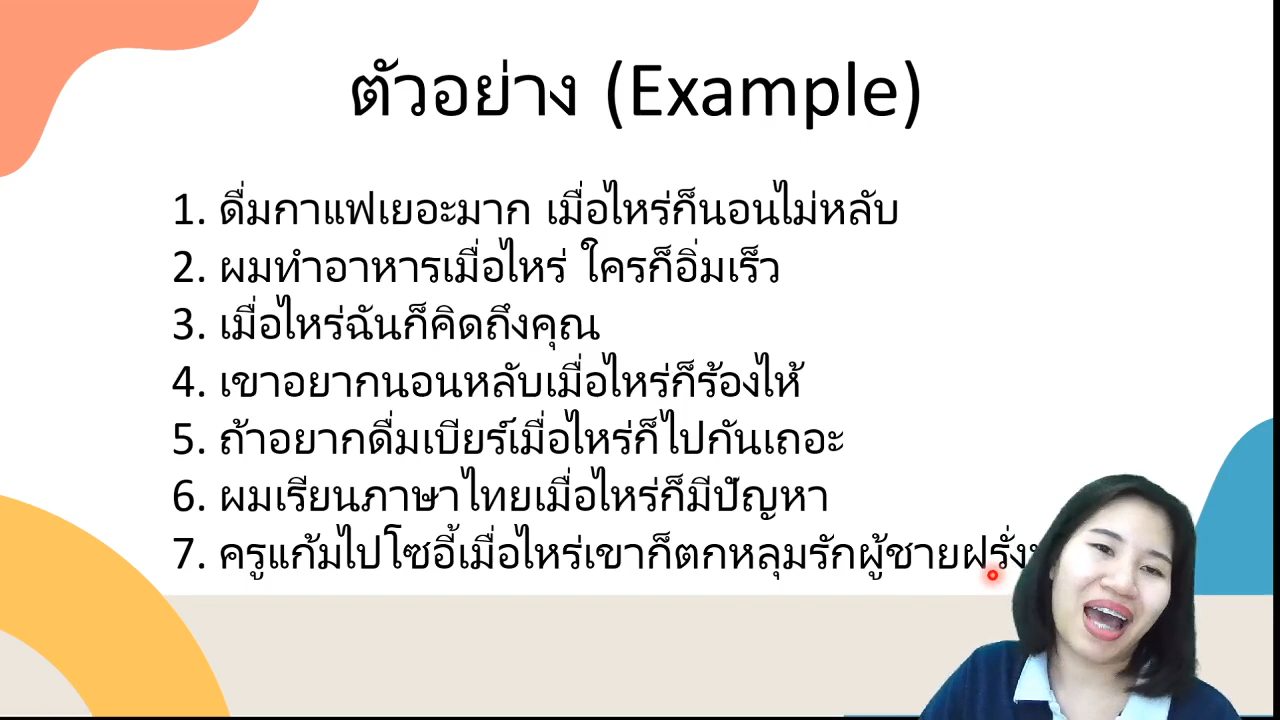 ตัวอย่าง (Example)
1. ดื่มกาแฟเยอะมาก เมื่อไหร่ก็นอนไม่หลับ
2. ผมทำอาหารเมื่อไหร่ ใครก็อิ่มเร็ว
3. เมื่อไหร่ฉันก็คิดถึงคุณ
4. เขาอยากนอนหลับเมื่อไหร่ก็ร้องไห้
5. ถ้าอยากดื่มเบียร์เมื่อไหร่ก็ไปกันเถอะ
6. ผมเรียนภาษาไทยเมื่อไหร่ก็มีปัญหา
7. ครูแก้มไปโซอี้เมื่อไหร่เขาก็ตกหลุมรักผู้ชายฝรั่ง